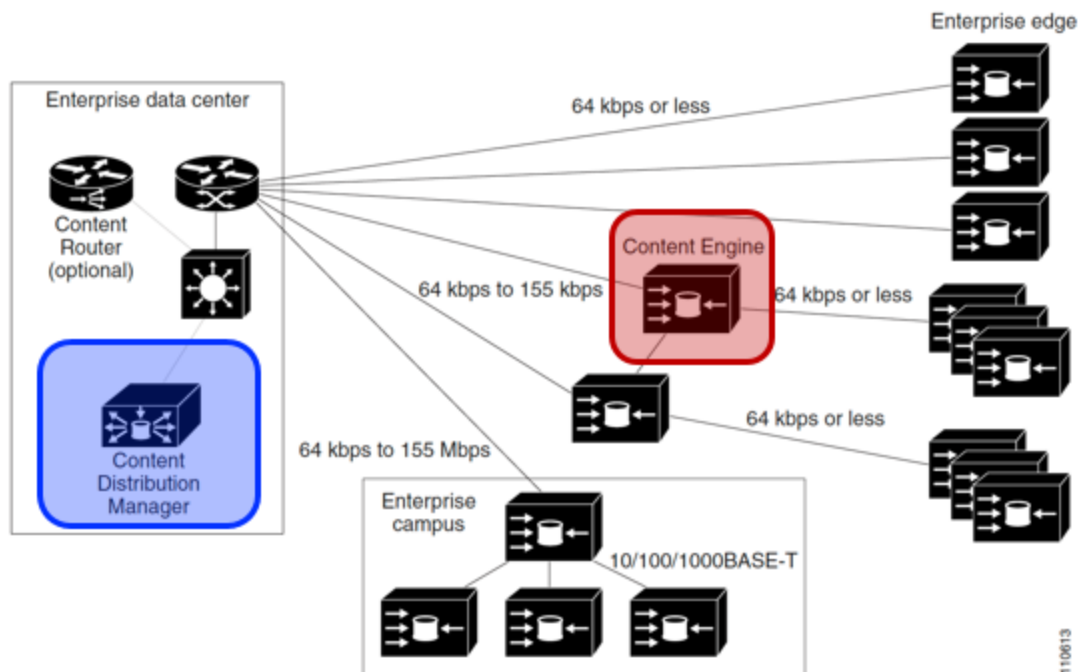 Enterprise edge
Enterprise data center
64 kbps or less
Content
Router
(optional)
Content Engine
64 kbps to 155 kbps
64 kbps or less
64 kbps or less
Content
Distribution
Manager
64 kbps to 155 Mbps
Enterprise
campus
10/100/1000BASE-T
110613